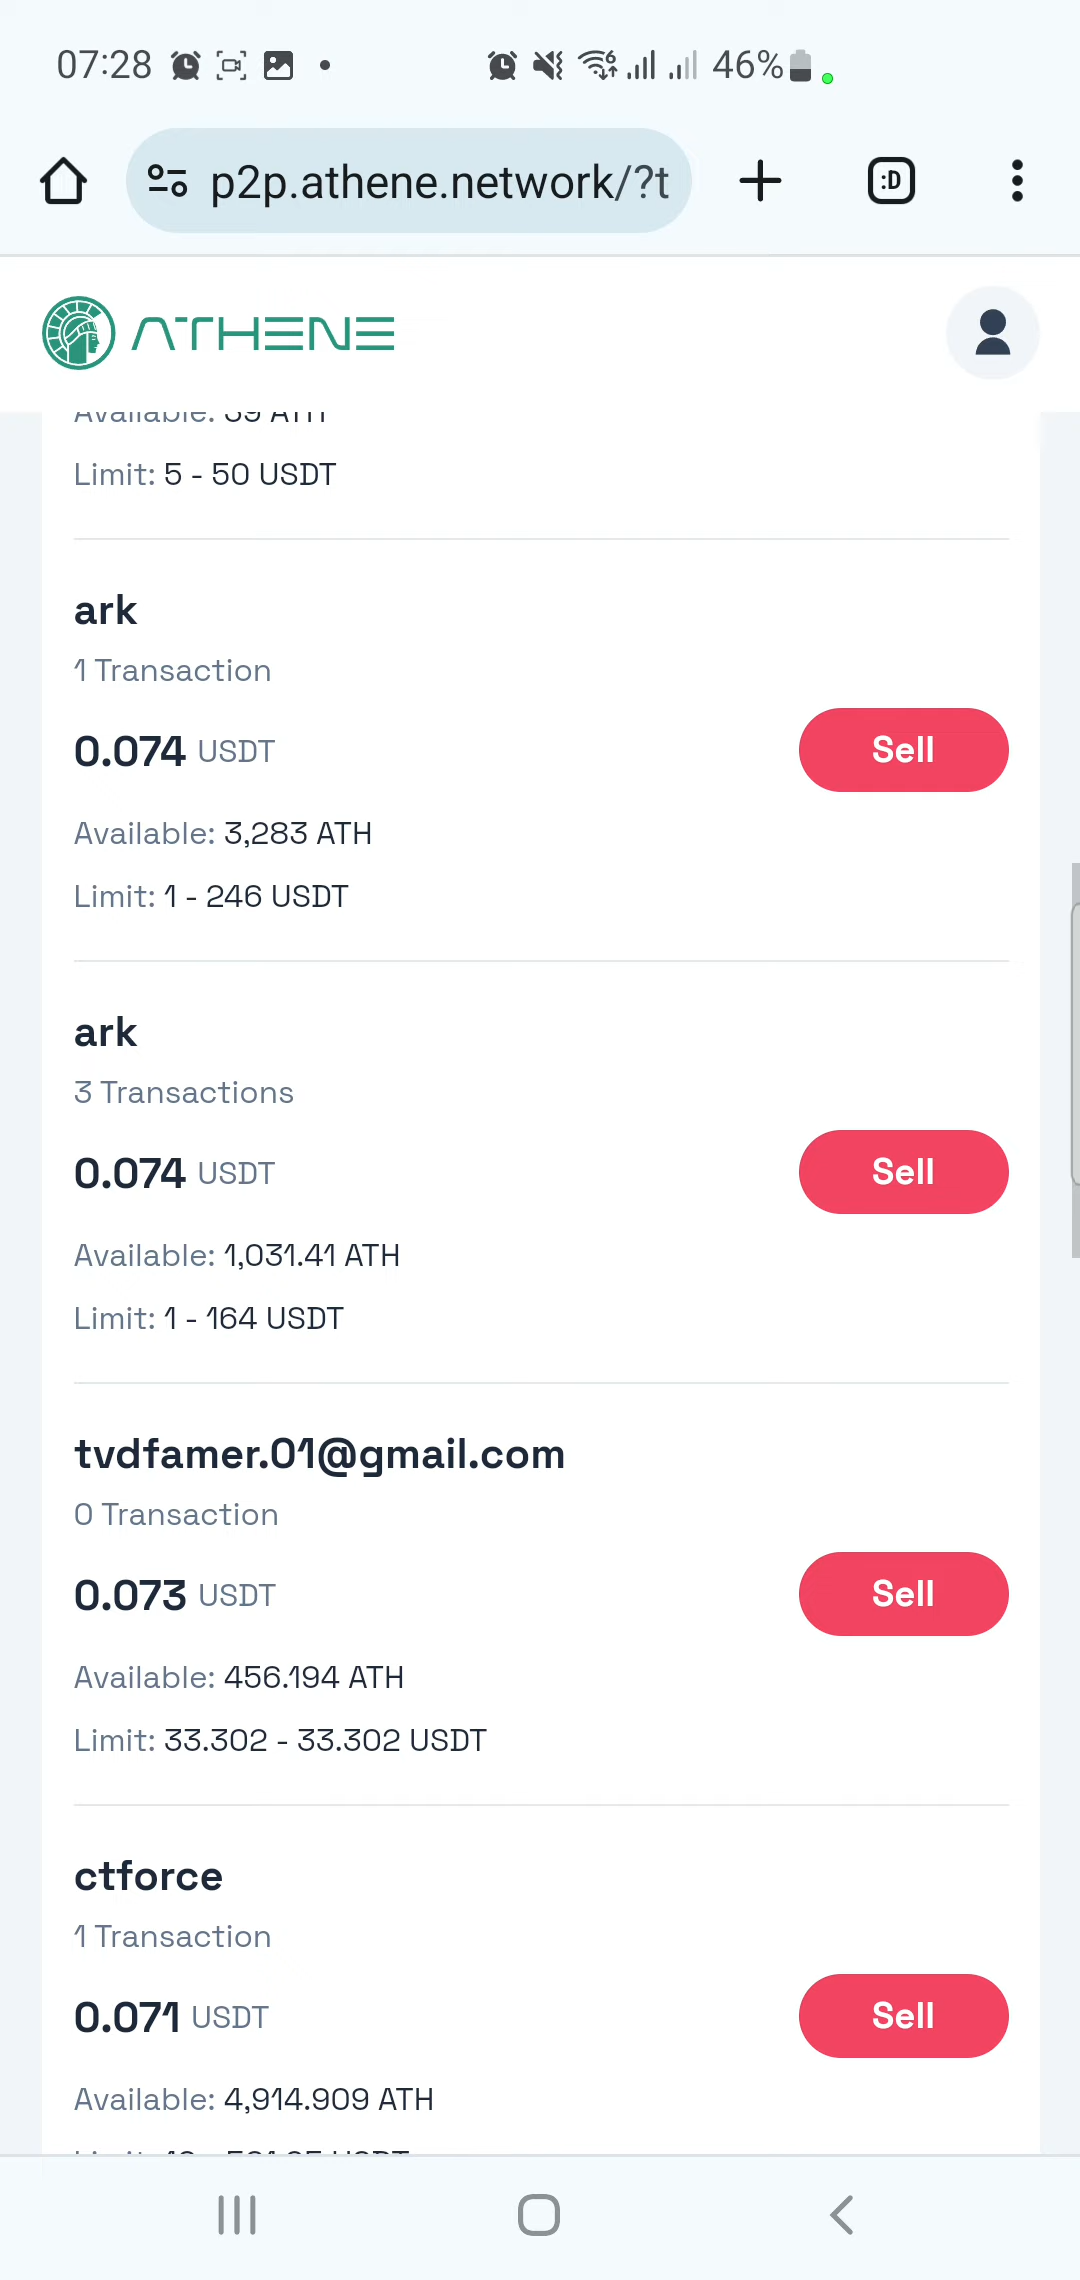 07:28
46%
p2p.athene.network/?t
:D
ATHENE
Available: 39 ATH
Limit: 5 - 50 USDT
ark
1 Transaction
0.074 USDT
Sell
Available: 3,283 ATH
Limit: 1 - 246 USDT
ark
3 Transactions
0.074 USDT
Sell
Available: 1,031.41 ATH
Limit: 1 - 164 USDT
tvdfamer.01@gmail.com
0 Transaction
0.073 USDT
Sell
Available: 456.194 ATH
Limit: 33.302 - 33.302 USDT
ctforce
1 Transaction
0.071 USDT
Sell
Available: 4,914.909 ATH